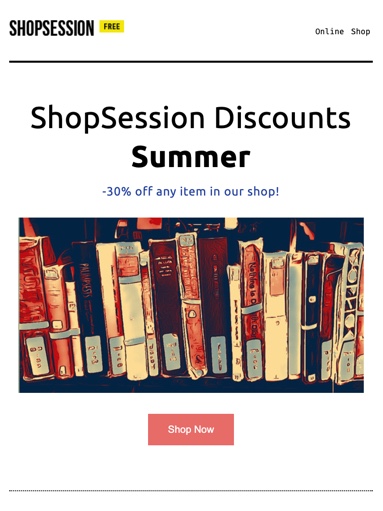 SHOPSESSION FREE
Online Shop
ShopSession Discounts
Summer
-30% off any item in our shop!
Shop Now